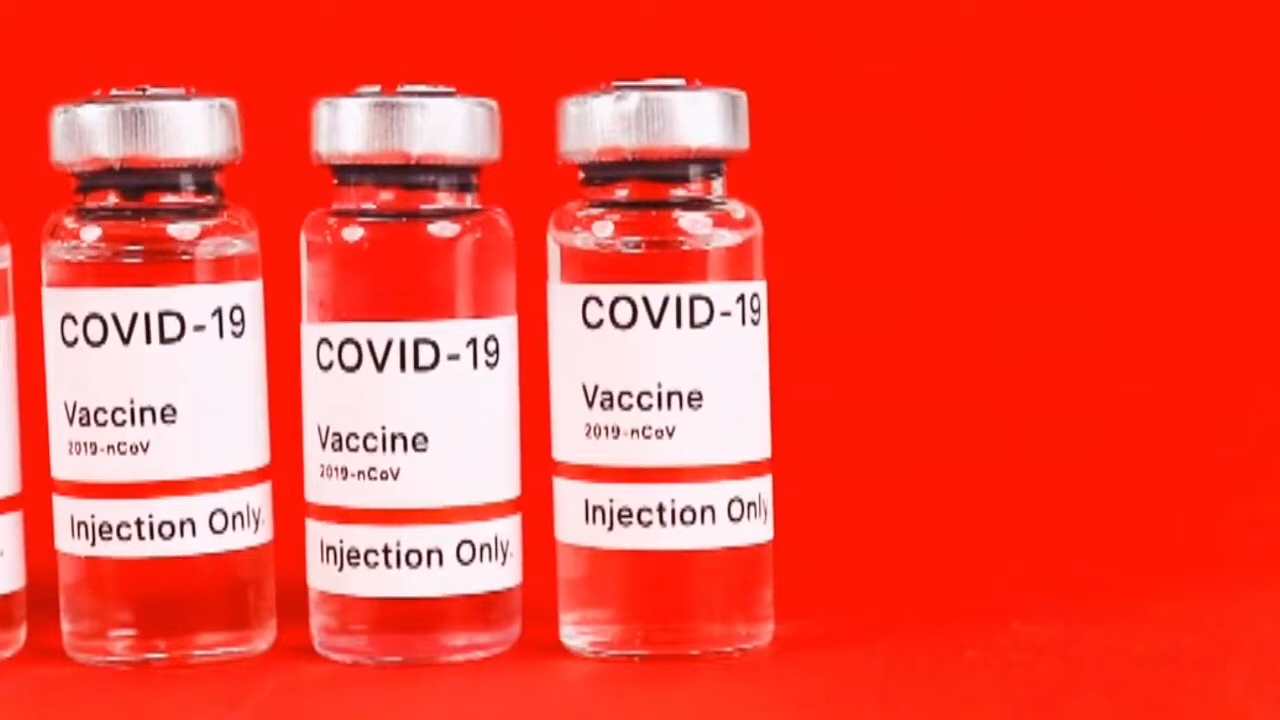 COVID-19
Vaccine
2019-nCoV
Injection Only.
COVID-19
Vaccine
2019-nCoV
Injection Only.
COVID-19
Vaccine
2019-nCoV
Injection Only